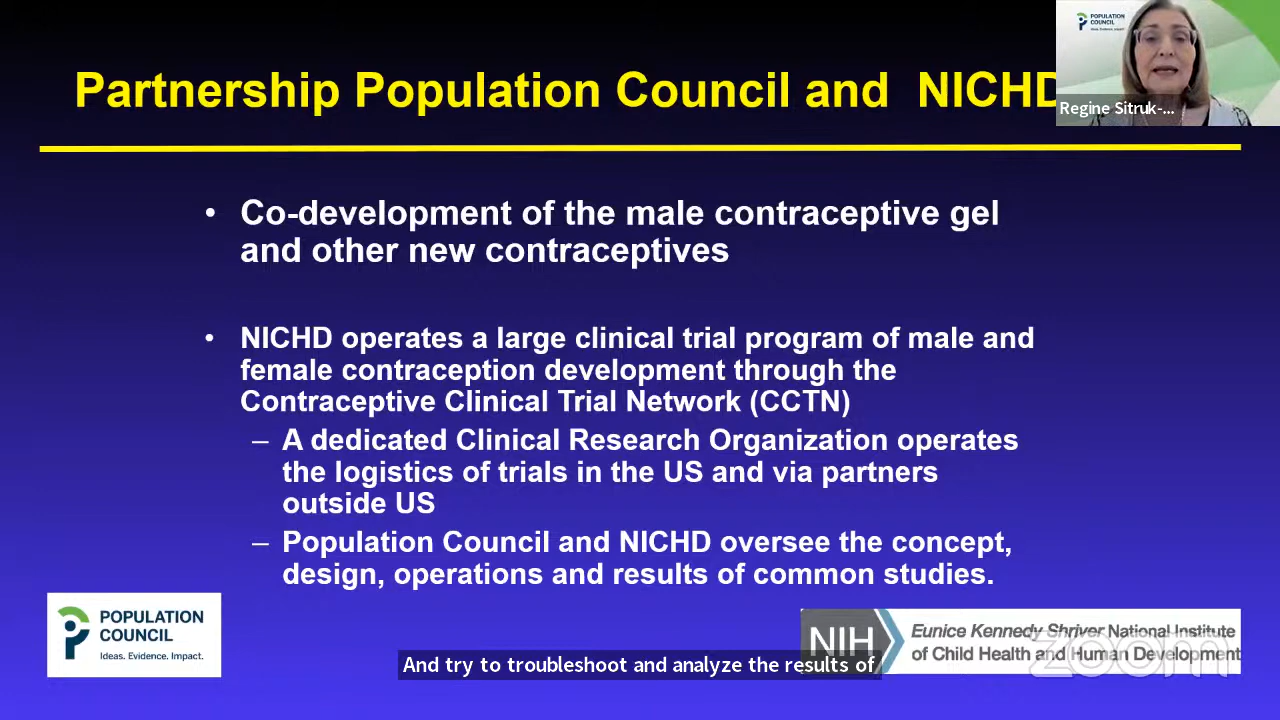 Partnership Population Council and NICHD
POPULATION
COUNCIL
Ideas. Evidence. Impact.
Regine Sitruk-...
• Co-development of the male contraceptive gel
and other new contraceptives
• NICHD operates a large clinical trial program of male and
female contraception development through the
Contraceptive Clinical Trial Network (CCTN)
– A dedicated Clinical Research Organization operates
the logistics of trials in the US and via partners
outside US
– Population Council and NICHD oversee the concept,
design, operations and results of common studies.
POPULATION
COUNCIL
Ideas. Evidence. Impact.
NIH
Eunice Kennedy Shriver National Institute
of Child Health and Human Development
zoom
And try to troubleshoot and analyze the results of